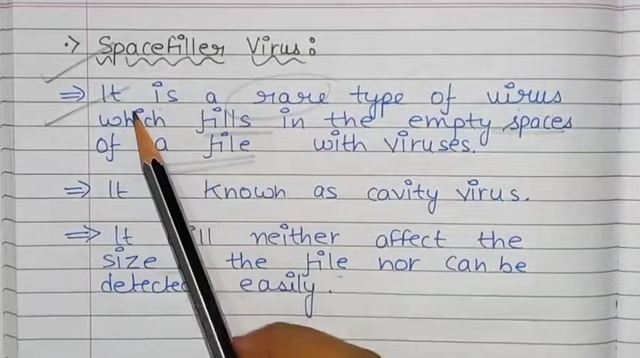 :> Spacefiller Virus:
⇒ It is a rare type of virus
which fills in the empty spaces
of a file with viruses.
⇒ It known as cavity virus.
⇒ It neither affect the
size the file nor can be
detected easily.